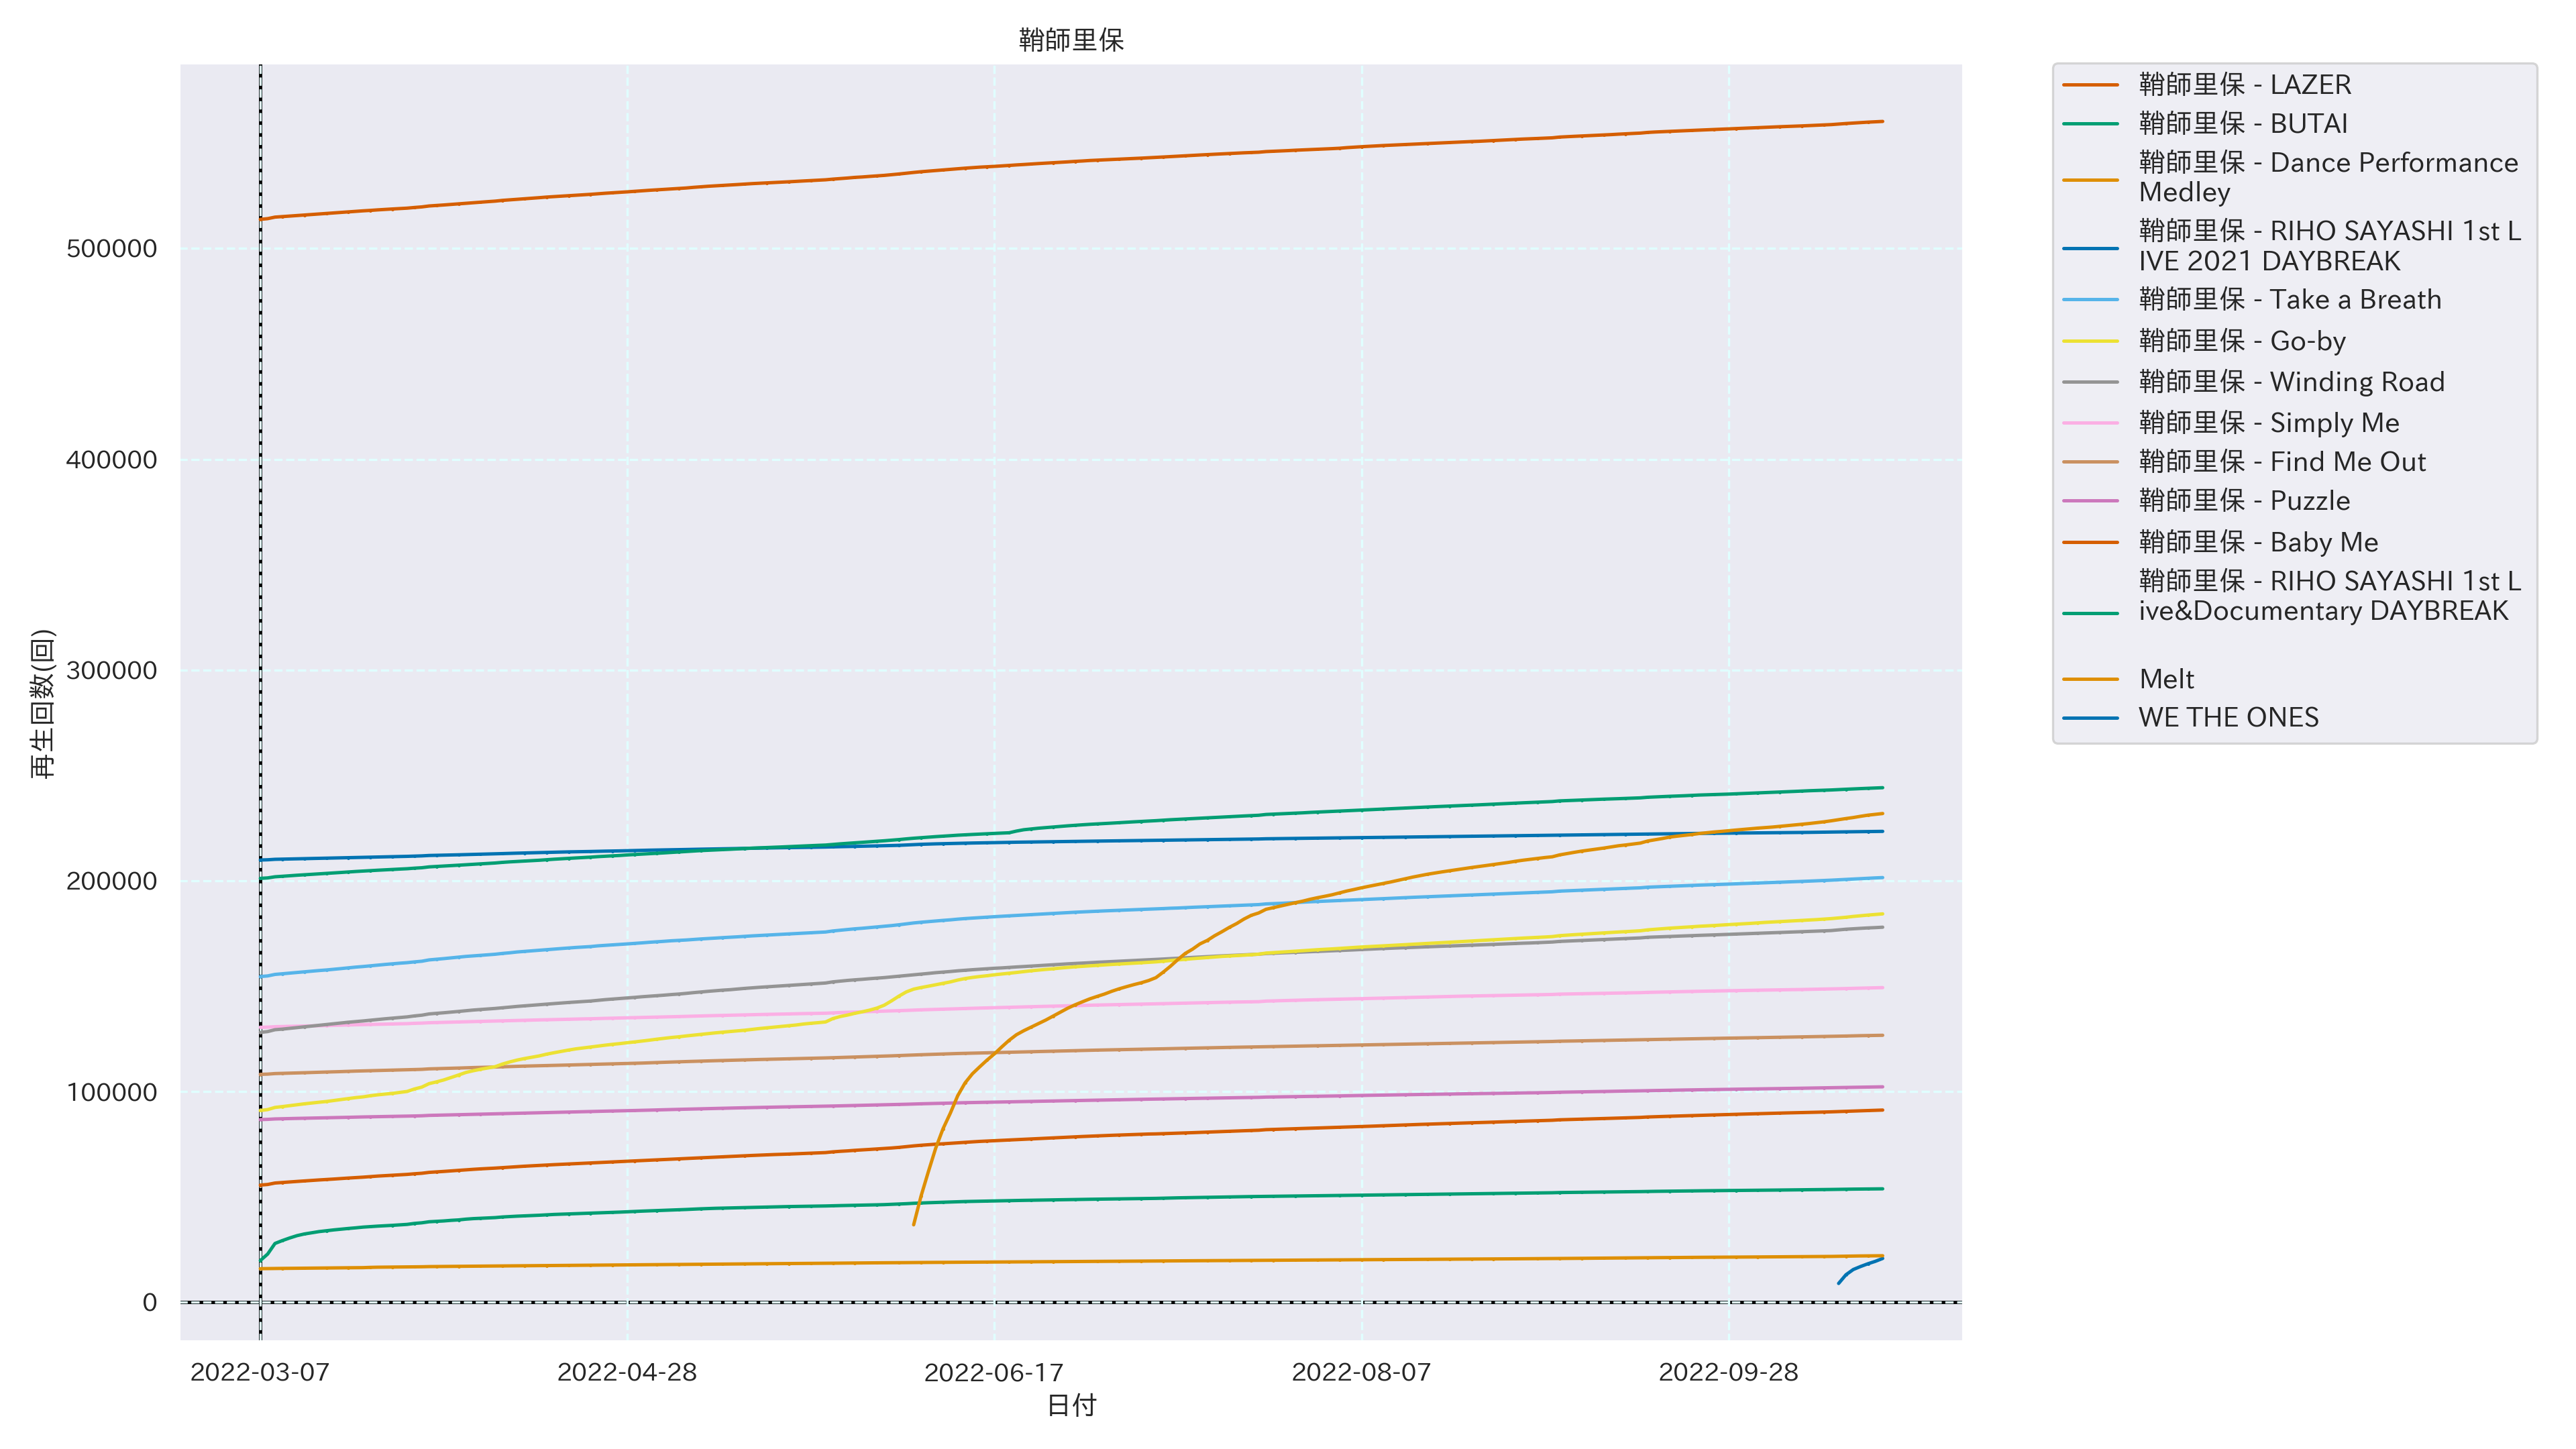 鞘師里保
再生回数(回)
500000
400000
300000
200000
100000
0
2022-03-07
2022-04-28
2022-06-17
2022-08-07
2022-09-28
日付
鞘師里保 - LAZER
鞘師里保 - BUTAI
鞘師里保 - Dance Performance
Medley
鞘師里保 - RIHO SAYASHI 1st L
IVE 2021 DAYBREAK
鞘師里保 - Take a Breath
鞘師里保 - Go-by
鞘師里保 - Winding Road
鞘師里保 - Simply Me
鞘師里保 - Find Me Out
鞘師里保 - Puzzle
鞘師里保 - Baby Me
鞘師里保 - RIHO SAYASHI 1st L
ive&Documentary DAYBREAK
Melt
WE THE ONES